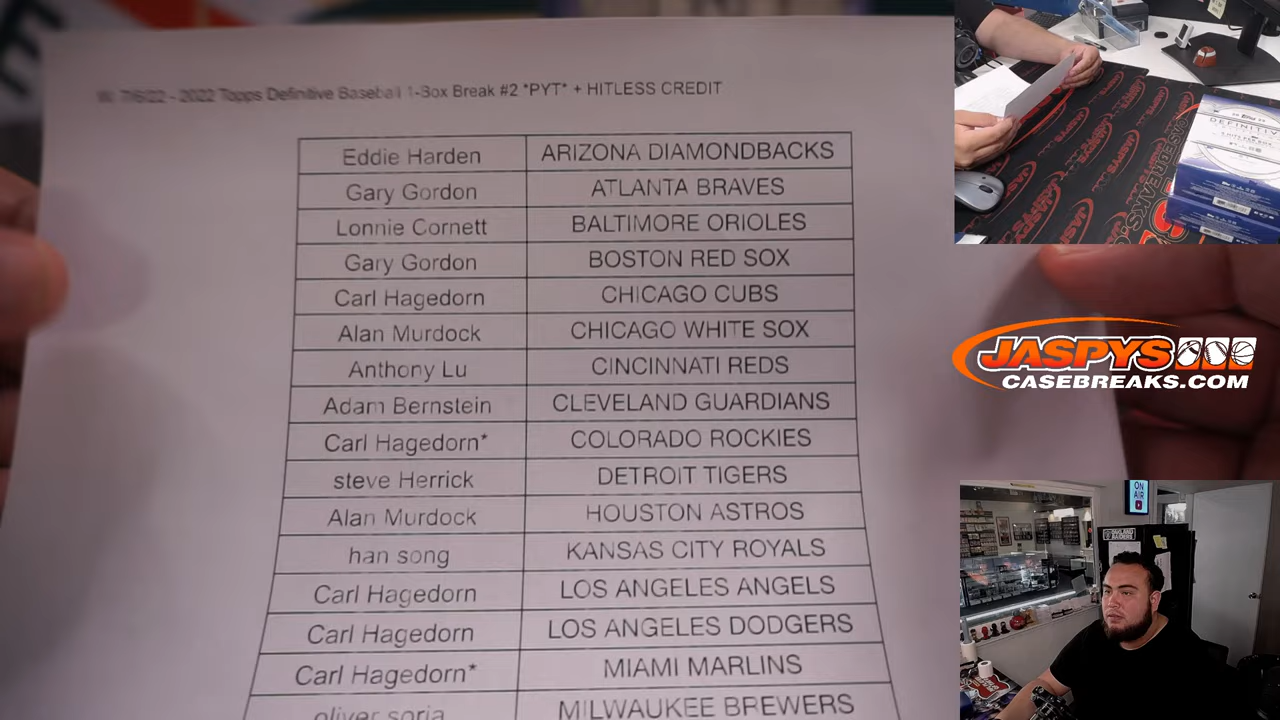 W. 7/6/22 - 2022 Topps Definitive Baseball 1-Box Break #2 *PYT* + HITLESS CREDIT
Eddie Harden ARIZONA DIAMONDBACKS
Gary Gordon ATLANTA BRAVES
Lonnie Cornett BALTIMORE ORIOLES
Gary Gordon BOSTON RED SOX
Carl Hagedorn CHICAGO CUBS
Alan Murdock CHICAGO WHITE SOX
Anthony Lu CINCINNATI REDS
Adam Bernstein CLEVELAND GUARDIANS
Carl Hagedorn* COLORADO ROCKIES
steve Herrick DETROIT TIGERS
Alan Murdock HOUSTON ASTROS
han song KANSAS CITY ROYALS
Carl Hagedorn LOS ANGELES ANGELS
Carl Hagedorn LOS ANGELES DODGERS
Carl Hagedorn* MIAMI MARLINS
oliver soria MILWAUKEE BREWERS
DEFINITIVE
JASPYS
CASEBREAKS.COM
ON
AIR
JASPYS